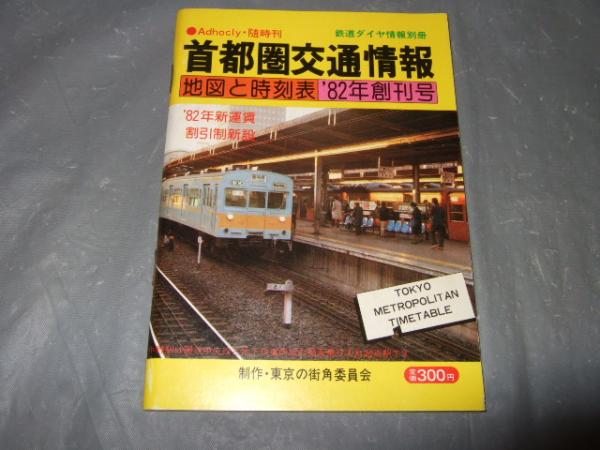 ●Adhocly・随時刊
鉄道ダイヤ情報別冊
首都圏交通情報
地図と時刻表 '82年創刊号
'82年新運賃
割引制新設
TOKYO
METROPOLITAN
TIMETABLE
制作・東京の街角委員会
定価300円